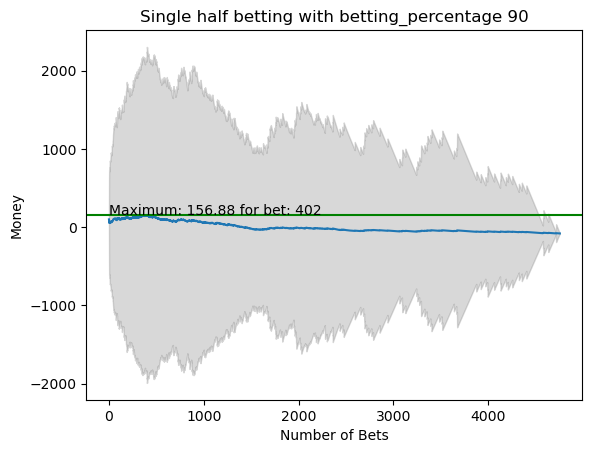 Single half betting with betting_percentage 90
Money
2000
1000
Maximum: 156.88 for bet: 402
0
−1000
−2000
0 1000 2000 3000 4000
Number of Bets